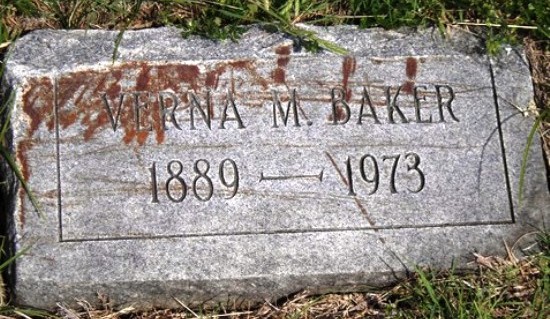 VERNA M. BAKER
1889 — 1973